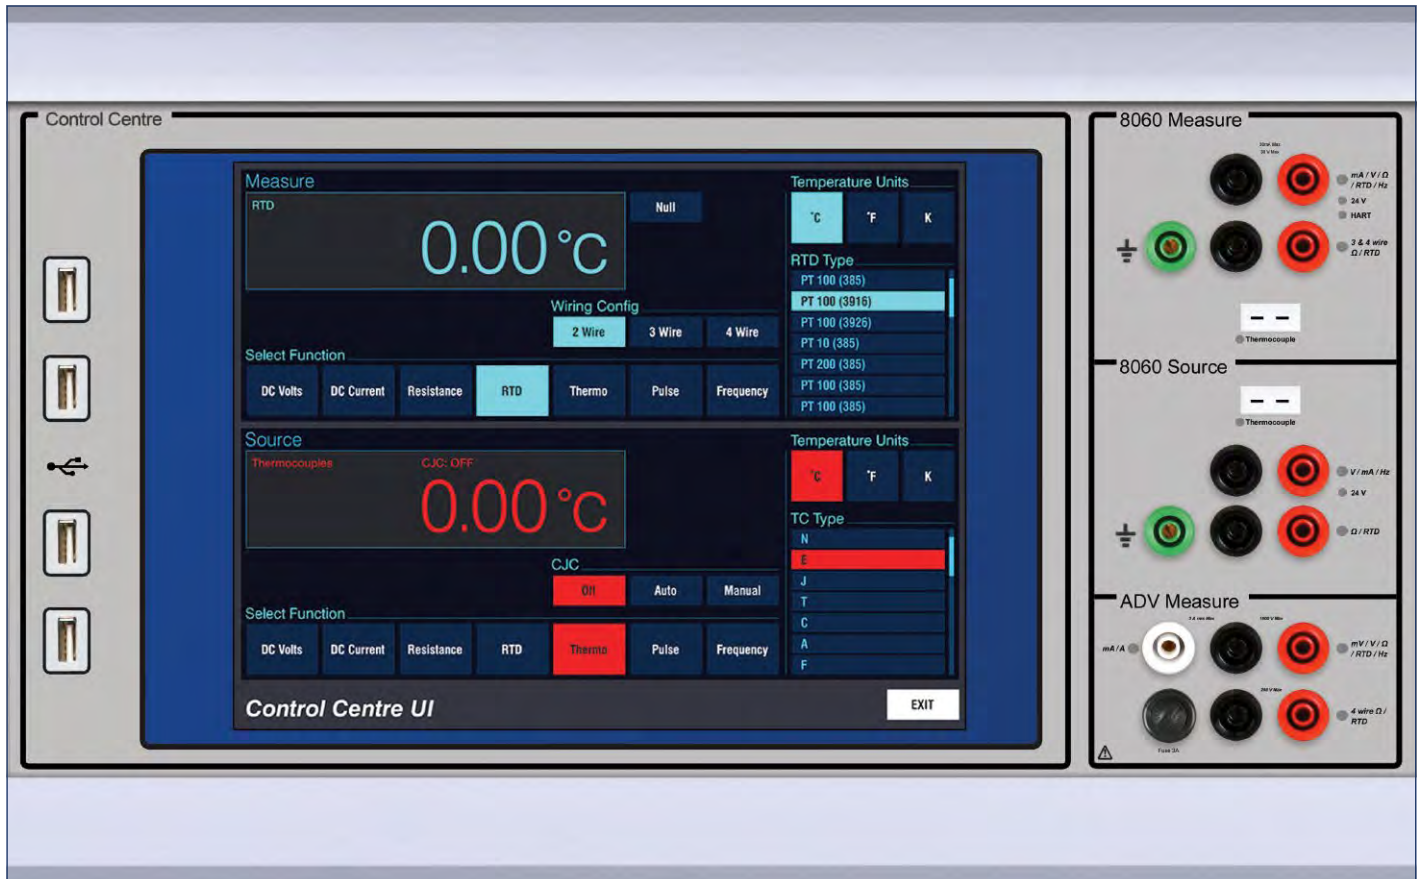 Control Centre
Measure
RTD
0.00 °C
Null
Temperature Units
°C °F K
RTD Type
PT 100 (385)
PT 100 (3916)
PT 100 (3926)
PT 10 (385)
PT 200 (385)
PT 100 (385)
PT 100 (385)
Wiring Config
2 Wire 3 Wire 4 Wire
Select Function
DC Volts DC Current Resistance RTD Thermo Pulse Frequency
Source
Thermocouples CJC: OFF
0.00 °C
Temperature Units
°C °F K
TC Type
N
E
J
T
C
A
F
CJC
Off Auto Manual
Select Function
DC Volts DC Current Resistance RTD Thermo Pulse Frequency
Control Centre UI
EXIT
8060 Measure
mA / V / Ω
/ RTD / Hz
24 V
HART
3 & 4 wire
Ω / RTD
Thermocouple
8060 Source
Thermocouple
V / mA / Hz
24 V
Ω / RTD
ADV Measure
mA / A
mV / V / Ω
/ RTD / Hz
4 wire Ω /
RTD
Fuse 3A